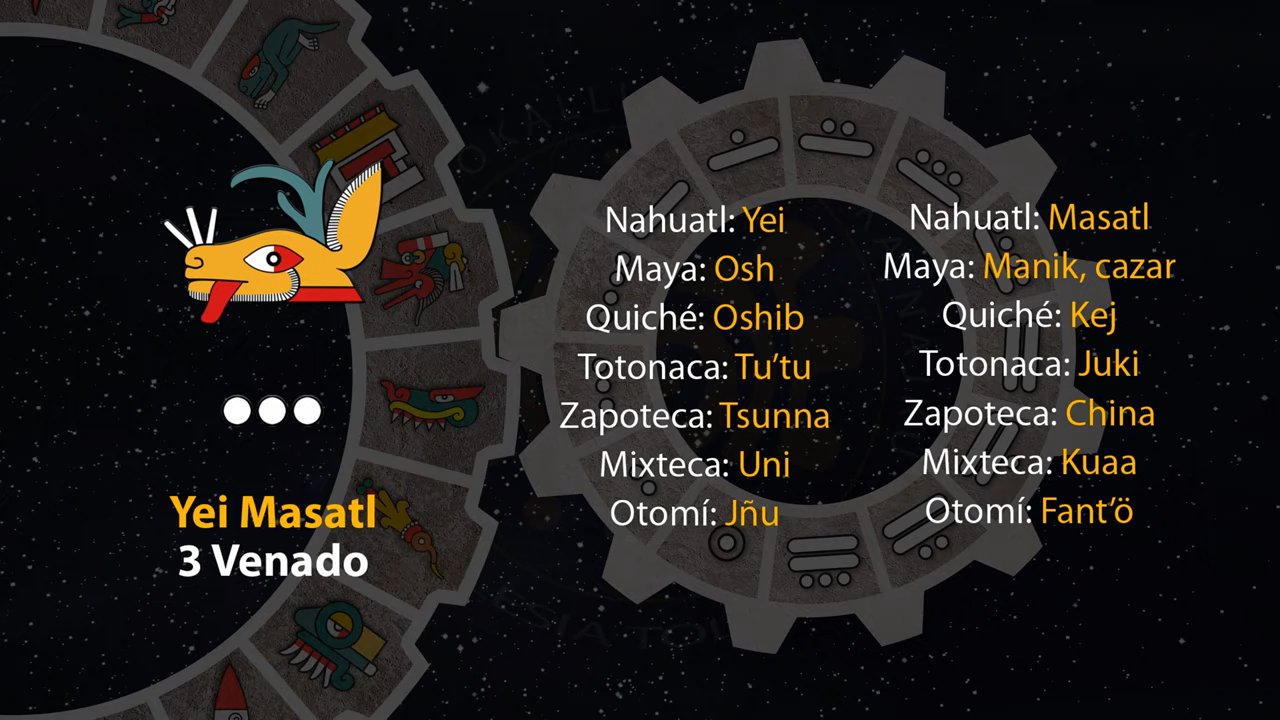 Yei Masatl
3 Venado
Nahuatl: Yei
Maya: Osh
Quiché: Oshib
Totonaca: Tu’tu
Zapoteca: Tsunna
Mixteca: Uni
Otomí: Jñu
Nahuatl: Masatl
Maya: Manik, cazar
Quiché: Kej
Totonaca: Juki
Zapoteca: China
Mixteca: Kuaa
Otomí: Fant’ö